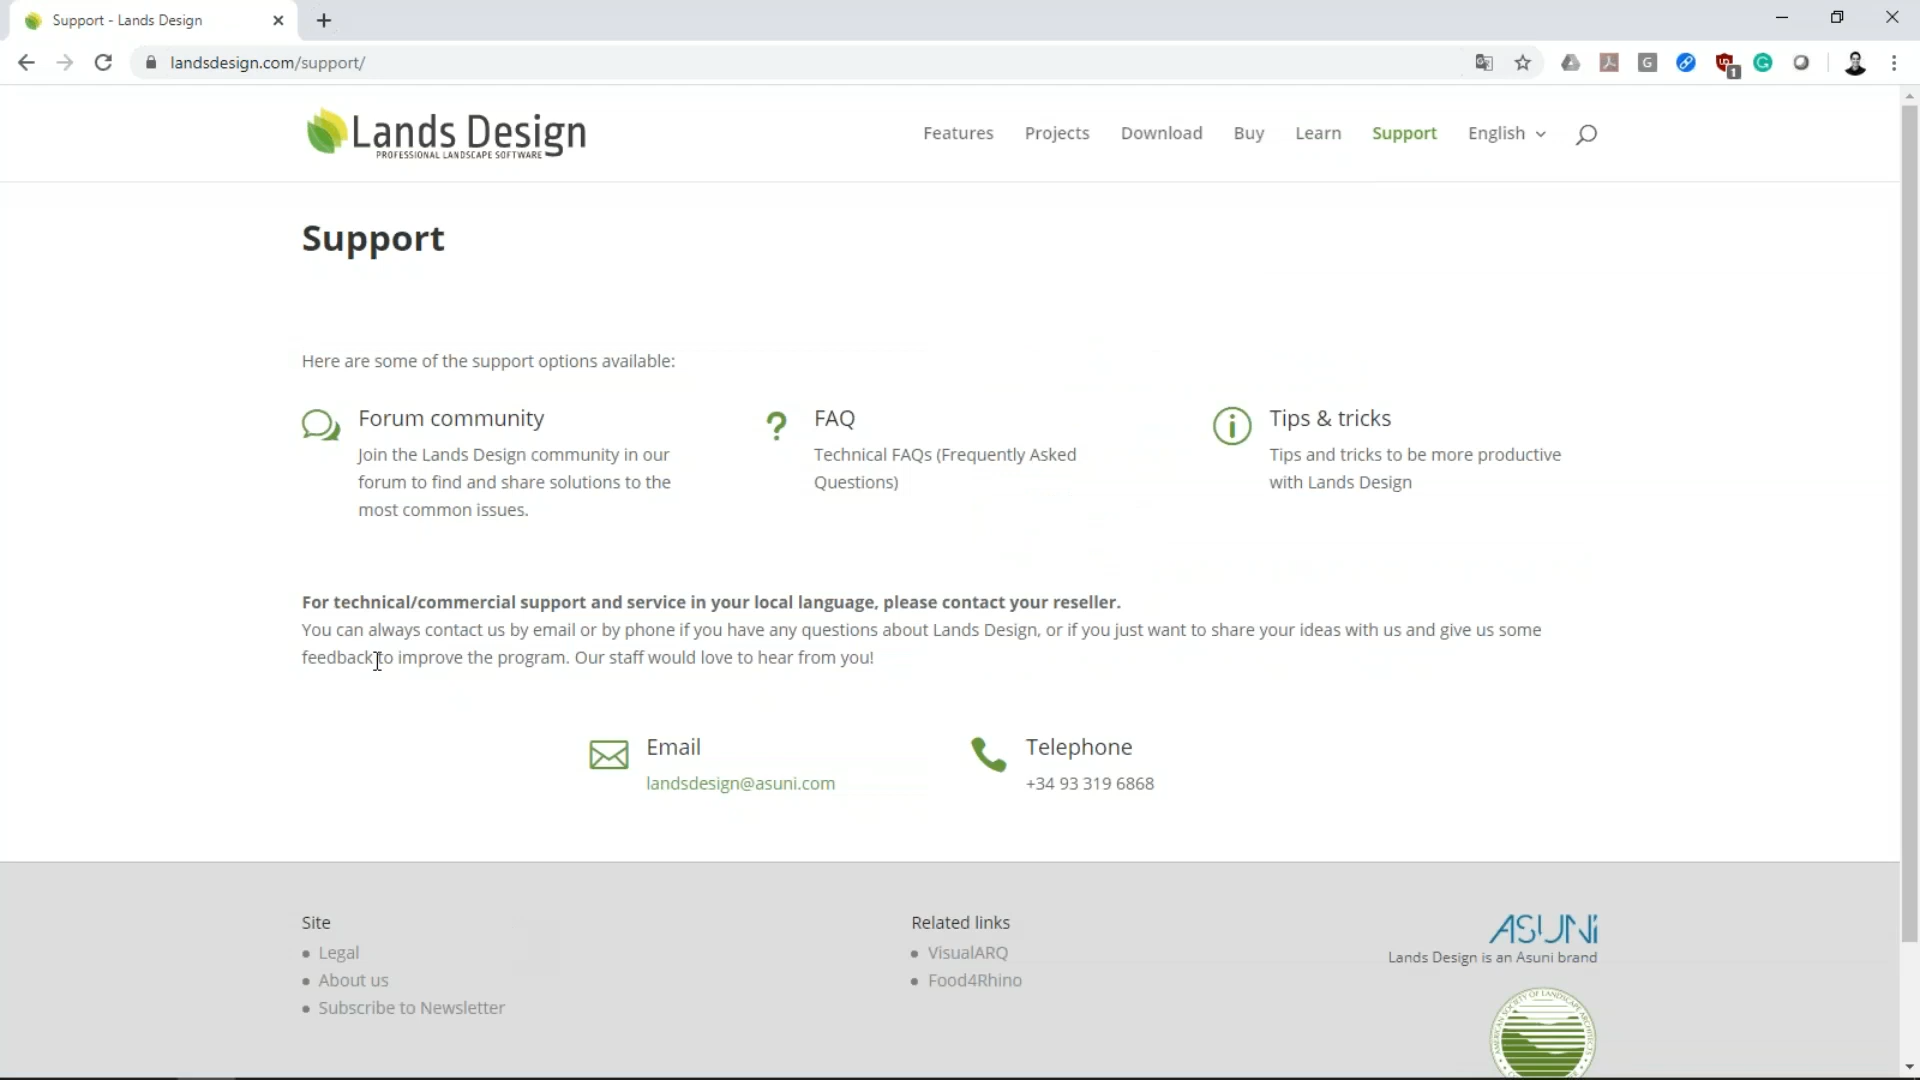 Support - Lands Design
landsdesign.com/support/
1
Lands Design
PROFESSIONAL LANDSCAPE SOFTWARE
Features
Projects
Download
Buy
Learn
Support
English
Support
Here are some of the support options available:
Forum community
Join the Lands Design community in our
forum to find and share solutions to the
most common issues.
FAQ
Technical FAQs (Frequently Asked
Questions)
Tips & tricks
Tips and tricks to be more productive
with Lands Design
For technical/commercial support and service in your local language, please contact your reseller.
You can always contact us by email or by phone if you have any questions about Lands Design, or if you just want to share your ideas with us and give us some
feedback to improve the program. Our staff would love to hear from you!
Email
landsdesign@asuni.com
Telephone
+34 93 319 6868
Site
Legal
About us
Subscribe to Newsletter
Related links
VisualARQ
Food4Rhino
ASUNi
Lands Design is an Asuni brand
AMERICAN SOCIETY OF LANDSCAPE ARCHITECTS